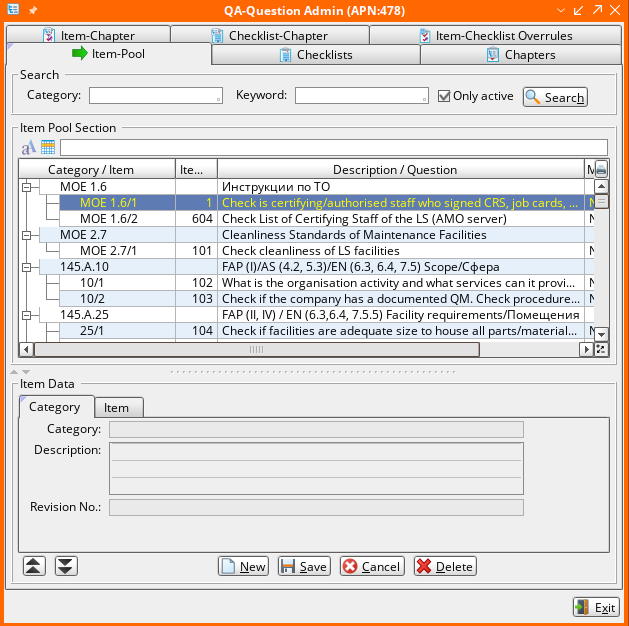 QA-Question Admin (APN:478)
Item-Chapter Checklist-Chapter Item-Checklist Overrules
Item-Pool Checklists Chapters
Search
Category: Keyword: Only active Search
Item Pool Section
Category / Item Ite... Description / Question
MOE 1.6 Инструкции по ТО
MOE 1.6/1 1 Check is certifying/authorised staff who signed CRS, job cards, ...
MOE 1.6/2 604 Check List of Certifying Staff of the LS (AMO server)
MOE 2.7 Cleanliness Standards of Maintenance Facilities
MOE 2.7/1 101 Check cleanliness of LS facilities
145.A.10 FAP (I)/AS (4.2, 5.3)/EN (6.3, 6.4, 7.5) Scope/Сфера
10/1 102 What is the organisation activity and what services can it provi...
10/2 103 Check if the company has a documented QM. Check procedure...
145.A.25 FAP (II, IV) / EN (6.3,6.4, 7.5.5) Facility requirements/Помещения
25/1 104 Check if facilities are adequate size to house all parts/material...
Item Data
Category Item
Category:
Description:
Revision No.:
New Save Cancel Delete
Exit